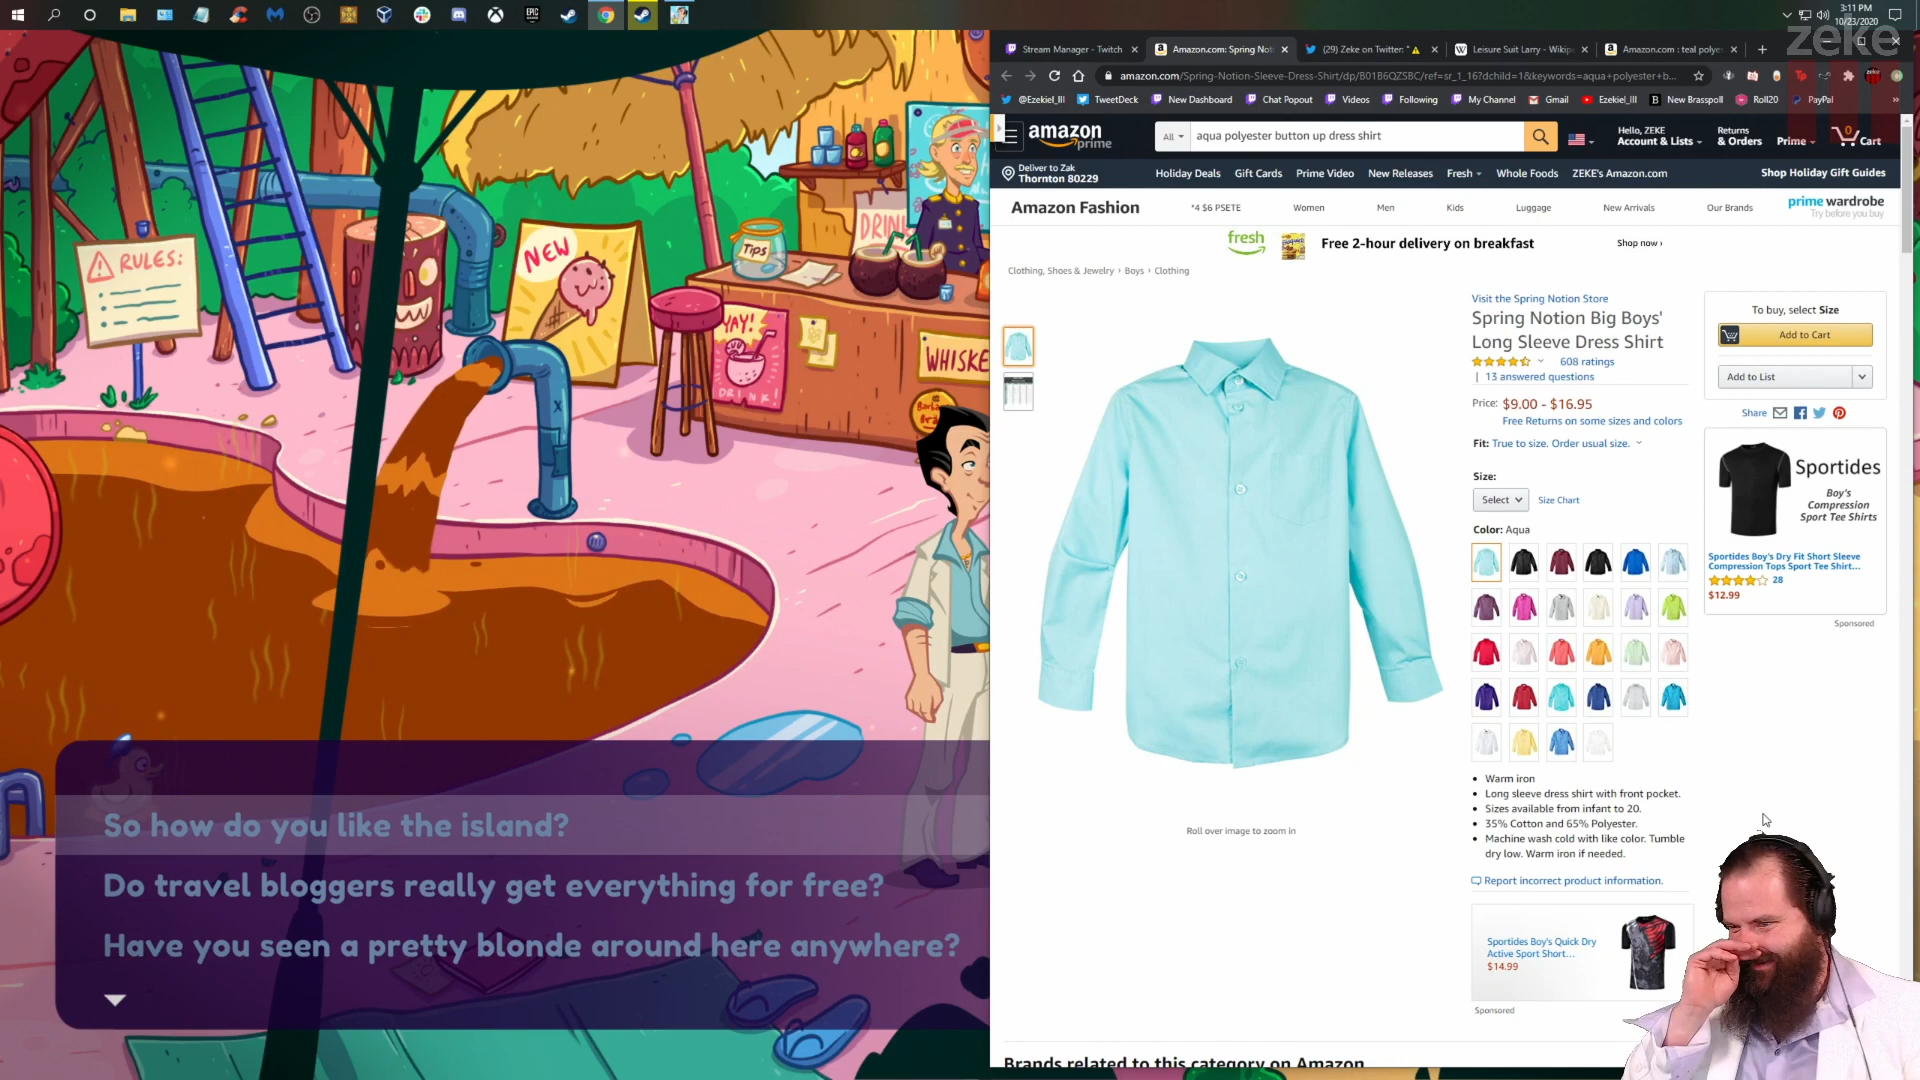 3:11 PM
10/23/2020
zeke
Stream Manager - Twitch
Amazon.com: Spring Not
(29) Zeke on Twitter: "
Leisure Suit Larry - Wikip
Amazon.com : teal polye
amazon.com/Spring-Notion-Sleeve-Dress-Shirt/dp/B01B6QZSBC/ref=sr_1_16?dchild=1&keywords=aqua+polyester+b...
@Ezekiel_III
TweetDeck
New Dashboard
Chat Popout
Videos
Following
My Channel
Gmail
Ezekiel_III
New Brasspoll
Roll20
PayPal
amazon
prime
All
aqua polyester button up dress shirt
Hello, ZEKE
Account & Lists
Returns
& Orders
Prime
0
Cart
Deliver to Zak
Thornton 80229
Holiday Deals
Gift Cards
Prime Video
New Releases
Fresh
Whole Foods
ZEKE's Amazon.com
Shop Holiday Gift Guides
Amazon Fashion
*4 $6 PSETE
Women
Men
Kids
Luggage
New Arrivals
Our Brands
prime wardrobe
Try before you buy
fresh
Free 2-hour delivery on breakfast
Shop now ›
Clothing, Shoes & Jewelry › Boys › Clothing
Visit the Spring Notion Store
Spring Notion Big Boys'
Long Sleeve Dress Shirt
608 ratings
| 13 answered questions
Price: $9.00 - $16.95
Free Returns on some sizes and colors
Fit: True to size. Order usual size.
Size:
Select
Size Chart
Color: Aqua
Warm iron
Long sleeve dress shirt with front pocket.
Sizes available from infant to 20.
35% Cotton and 65% Polyester.
Machine wash cold with like color. Tumble
dry low. Warm iron if needed.
Report incorrect product information.
Sportides Boy's Quick Dry
Active Sport Short...
$14.99
Sponsored
Roll over image to zoom in
To buy, select Size
Add to Cart
Add to List
Share
Sportides
Boy's
Compression
Sport Tee Shirts
Sportides Boy's Dry Fit Short Sleeve
Compression Tops Sport Tee Shirt...
28
$12.99
Sponsored
Brands related to this category on Amazon
RULES:
NEW
Tips
DRINK
YAY!
DRINK!
WHISKE
So how do you like the island?
Do travel bloggers really get everything for free?
Have you seen a pretty blonde around here anywhere?